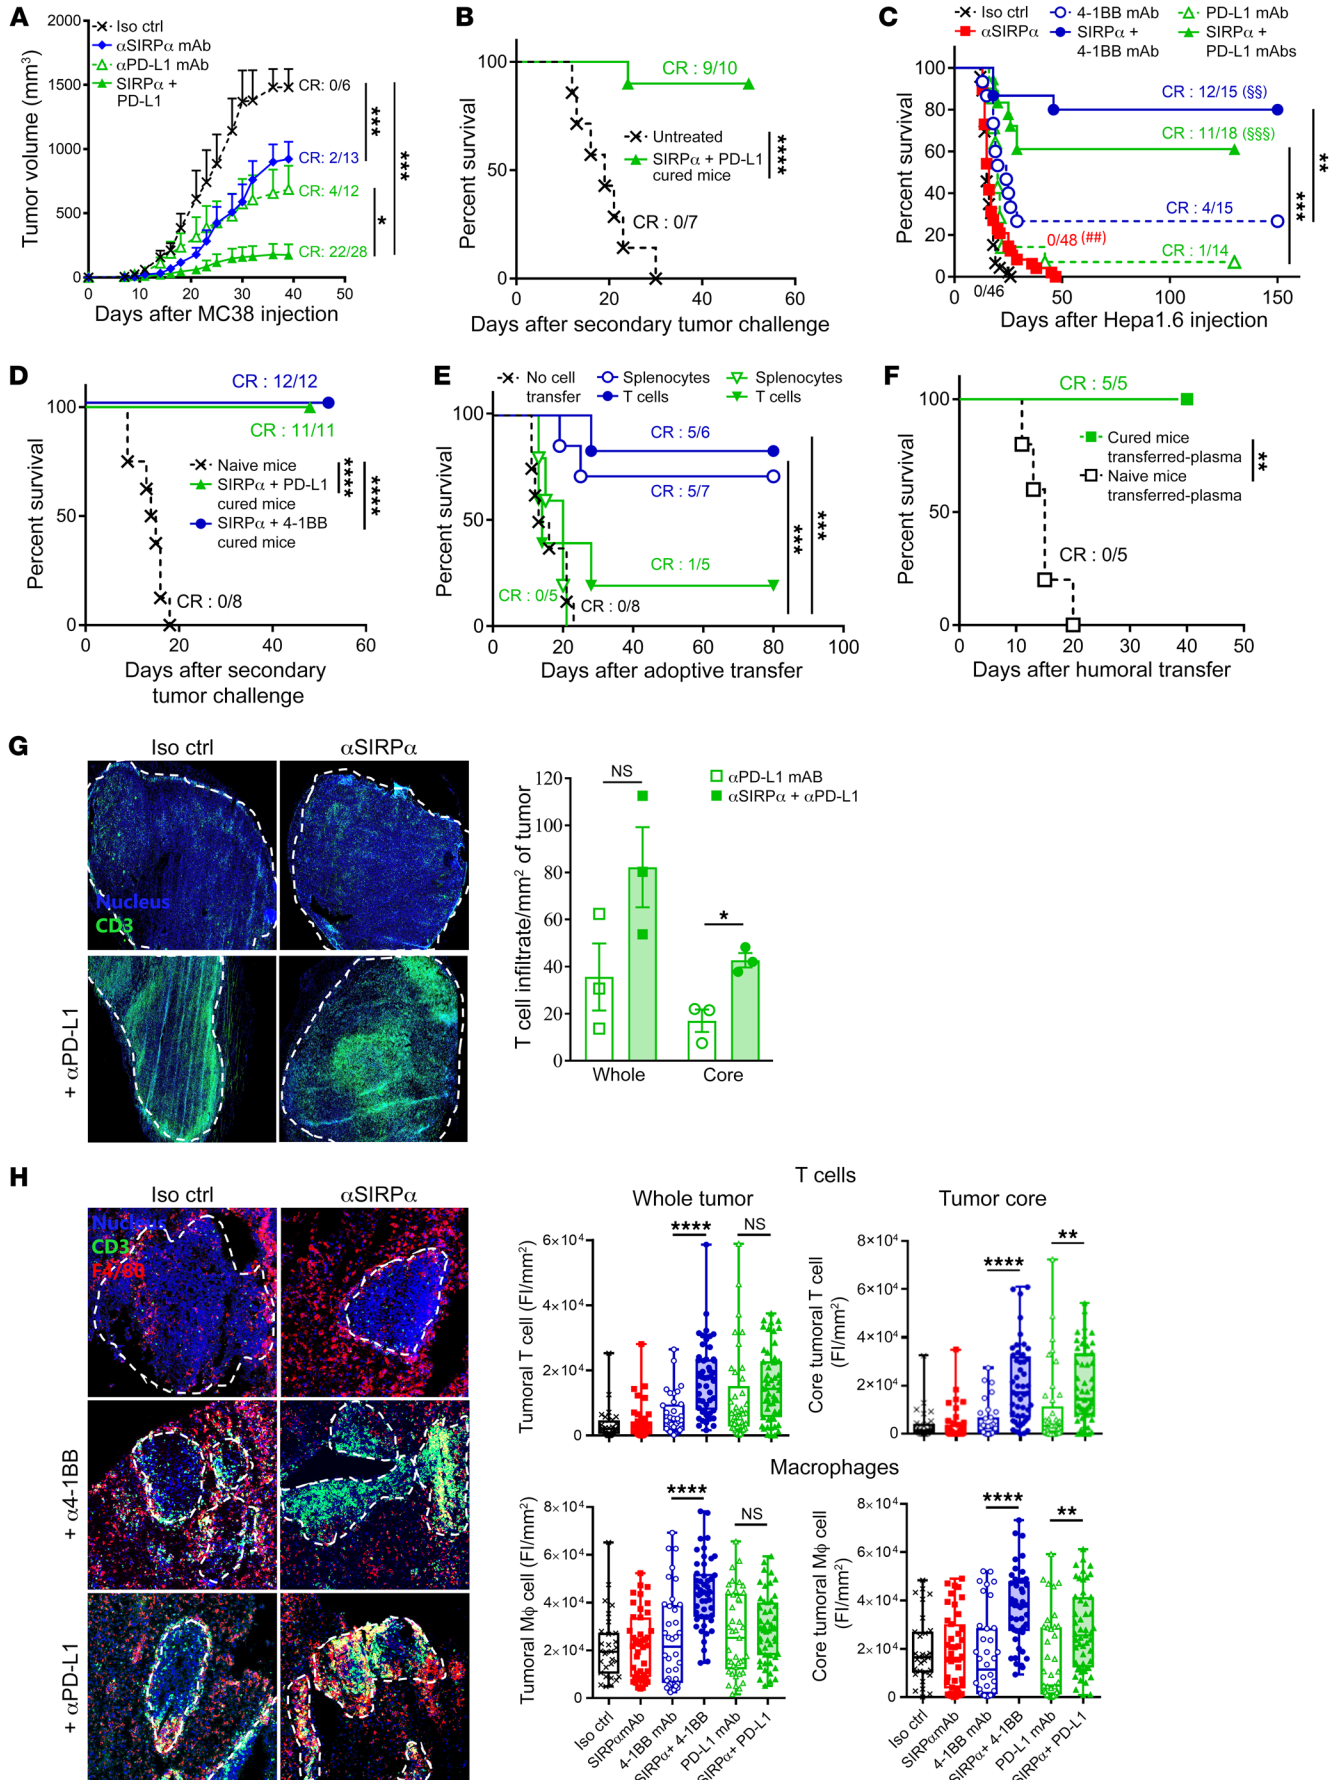 A
Tumor volume (mm³)
2000
1500
1000
500
0
Iso ctrl
αSIRPα mAb
αPD-L1 mAb
SIRPα +
PD-L1
CR: 0/6
CR: 2/13
CR: 4/12
CR: 22/28
***
***
*
0 10 20 30 40 50
Days after MC38 injection
B
Percent survival
100
50
0
CR : 9/10
Untreated
SIRPα + PD-L1
cured mice
****
CR : 0/7
0 20 40 60
Days after secondary tumor challenge
C
Iso ctrl
αSIRPα
4-1BB mAb
SIRPα +
4-1BB mAb
PD-L1 mAb
SIRPα +
PD-L1 mAbs
Percent survival
100
80
60
40
20
0
CR : 12/15 (§§)
CR : 11/18 (§§§)
CR : 4/15
0/48 (##)
CR : 1/14
0/46
**
***
0 50 100 150
Days after Hepa1.6 injection
D
Percent survival
100
50
0
CR : 12/12
CR : 11/11
Naive mice
SIRPα + PD-L1
cured mice
SIRPα + 4-1BB
cured mice
****
****
CR : 0/8
0 20 40 60
Days after secondary
tumor challenge
E
No cell
transfer
Splenocytes
T cells
Splenocytes
T cells
Percent survival
100
50
0
CR : 5/6
CR : 5/7
CR : 1/5
CR : 0/5
CR : 0/8
***
***
0 20 40 60 80 100
Days after adoptive transfer
F
Percent survival
100
50
0
CR : 5/5
Cured mice
transferred-plasma
Naive mice
transferred-plasma
**
CR : 0/5
0 10 20 30 40 50
Days after humoral transfer
G
Iso ctrl
αSIRPα
Nucleus
CD3
+ αPD-L1
T cell infiltrate/mm² of tumor
120
100
80
60
40
20
0
NS
*
αPD-L1 mAB
αSIRPα + αPD-L1
Whole
Core
H
Iso ctrl
αSIRPα
Nucleus
CD3
F4/80
+ α4-1BB
+ αPD-L1
T cells
Whole tumor
Tumor core
Tumoral T cell (FI/mm²)
6×10⁴
4×10⁴
2×10⁴
0
****
NS
Core tumoral T cell
(FI/mm²)
8×10⁴
6×10⁴
4×10⁴
2×10⁴
0
****
**
Macrophages
Tumoral Mϕ cell (FI/mm²)
8×10⁴
6×10⁴
4×10⁴
2×10⁴
0
****
NS
Iso ctrl
SIRPαmAb
4-1BB mAb
SIRPα+ 4-1BB
PD-L1 mAb
SIRPα+ PD-L1
Core tumoral Mϕ cell
(FI/mm²)
8×10⁴
6×10⁴
4×10⁴
2×10⁴
0
****
**
Iso ctrl
SIRPαmAb
4-1BB mAb
SIRPα+ 4-1BB
PD-L1 mAb
SIRPα+ PD-L1